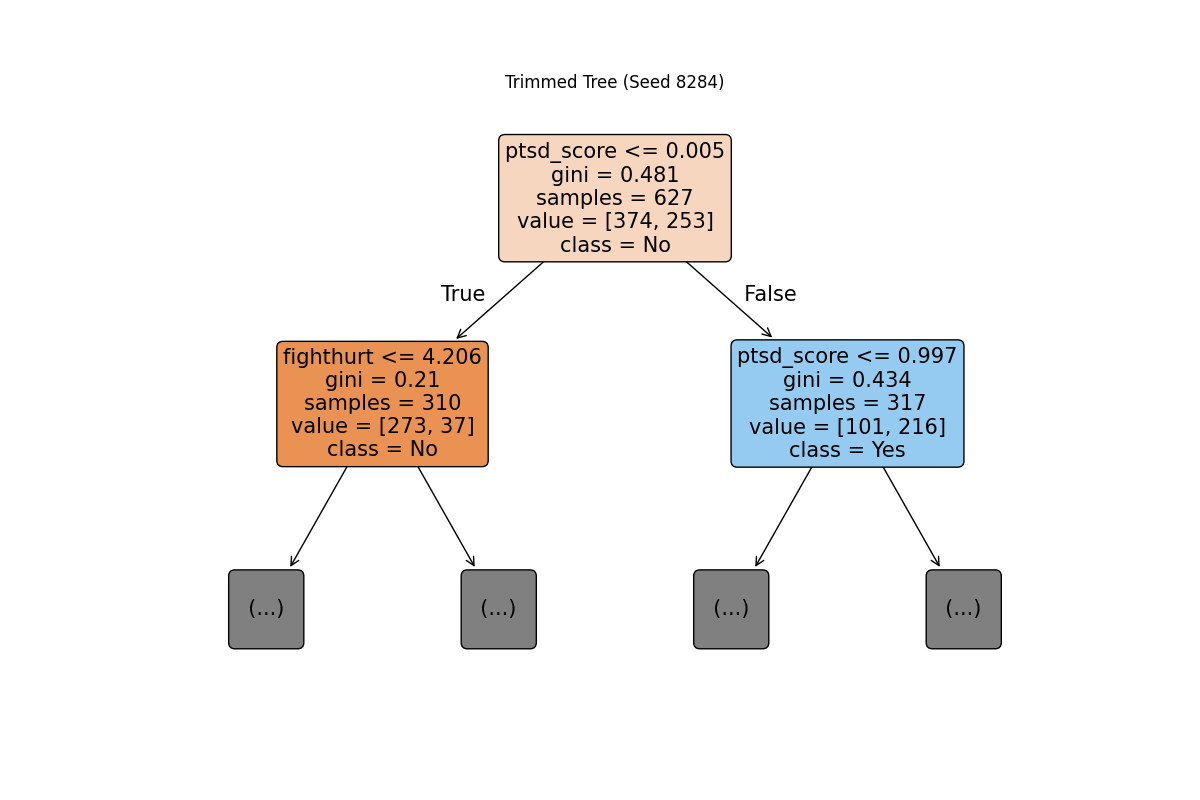 Trimmed Tree (Seed 8284)
ptsd_score <= 0.005
gini = 0.481
samples = 627
value = [374, 253]
class = No
True
False
fighthurt <= 4.206
gini = 0.21
samples = 310
value = [273, 37]
class = No
ptsd_score <= 0.997
gini = 0.434
samples = 317
value = [101, 216]
class = Yes
(...)
(...)
(...)
(...)